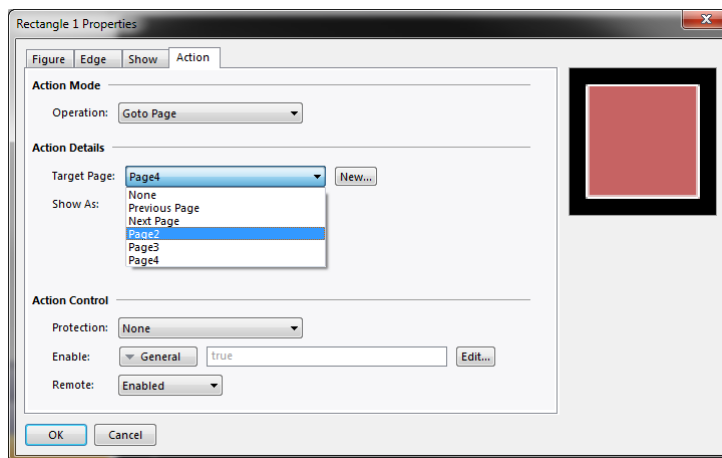 Rectangle 1 Properties
Figure Edge Show Action
Action Mode
Operation: Goto Page
Action Details
Target Page: Page4 New...
None
Previous Page
Show As:
Next Page
Page2
Page3
Page4
Action Control
Protection: None
Enable: General true Edit...
Remote: Enabled
OK Cancel